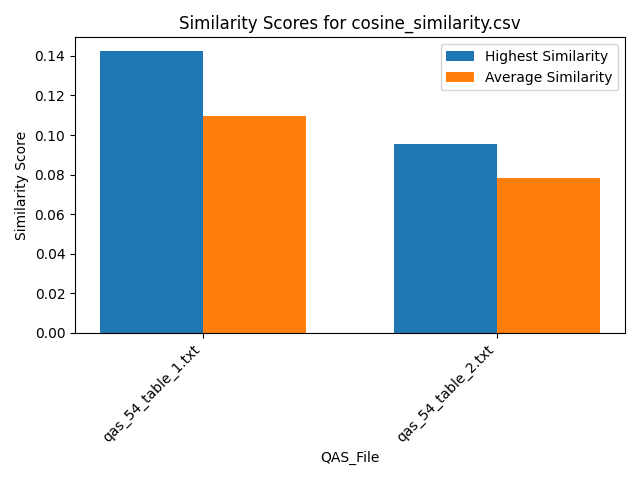 Similarity Scores for cosine_similarity.csv
Highest Similarity
Average Similarity
Similarity Score
0.14
0.12
0.10
0.08
0.06
0.04
0.02
0.00
qas_54_table_1.txt
qas_54_table_2.txt
QAS_File